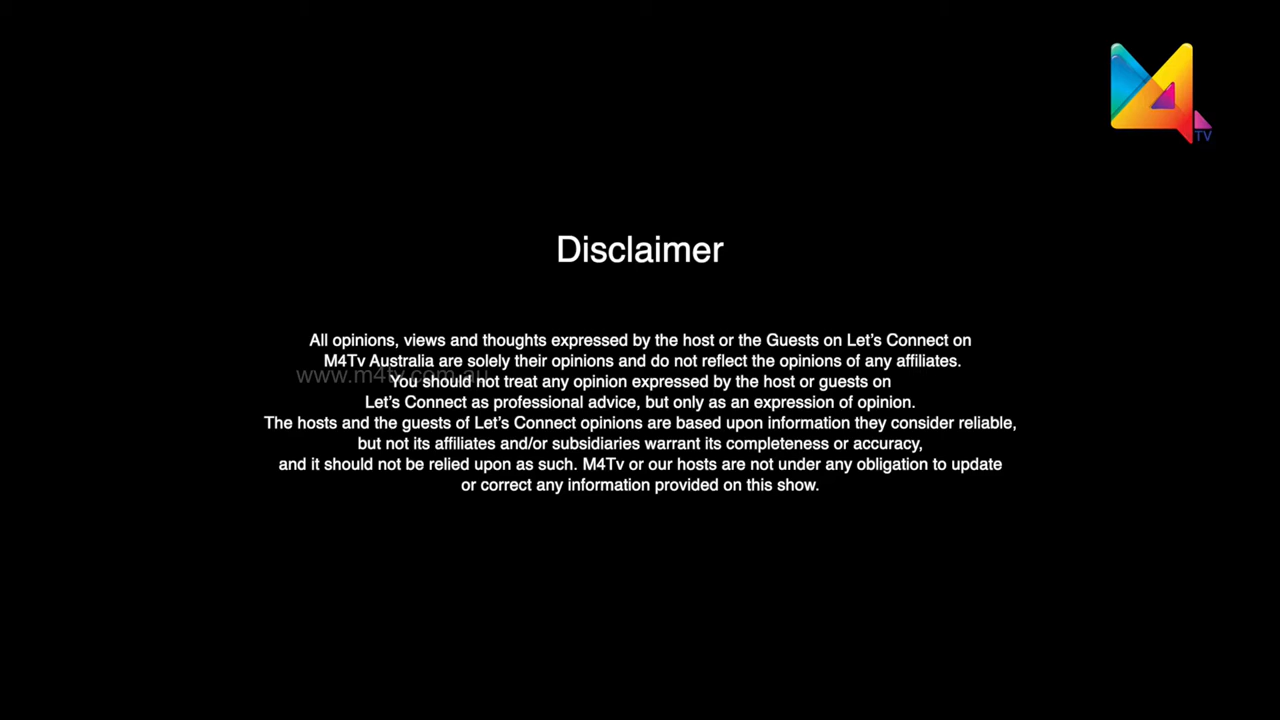 TV
Disclaimer
All opinions, views and thoughts expressed by the host or the Guests on Let's Connect on
M4Tv Australia are solely their opinions and do not reflect the opinions of any affiliates.
www.m4tv.com.au
You should not treat any opinion expressed by the host or guests on
Let's Connect as professional advice, but only as an expression of opinion.
The hosts and the guests of Let's Connect opinions are based upon information they consider reliable,
but not its affiliates and/or subsidiaries warrant its completeness or accuracy,
and it should not be relied upon as such. M4Tv or our hosts are not under any obligation to update
or correct any information provided on this show.